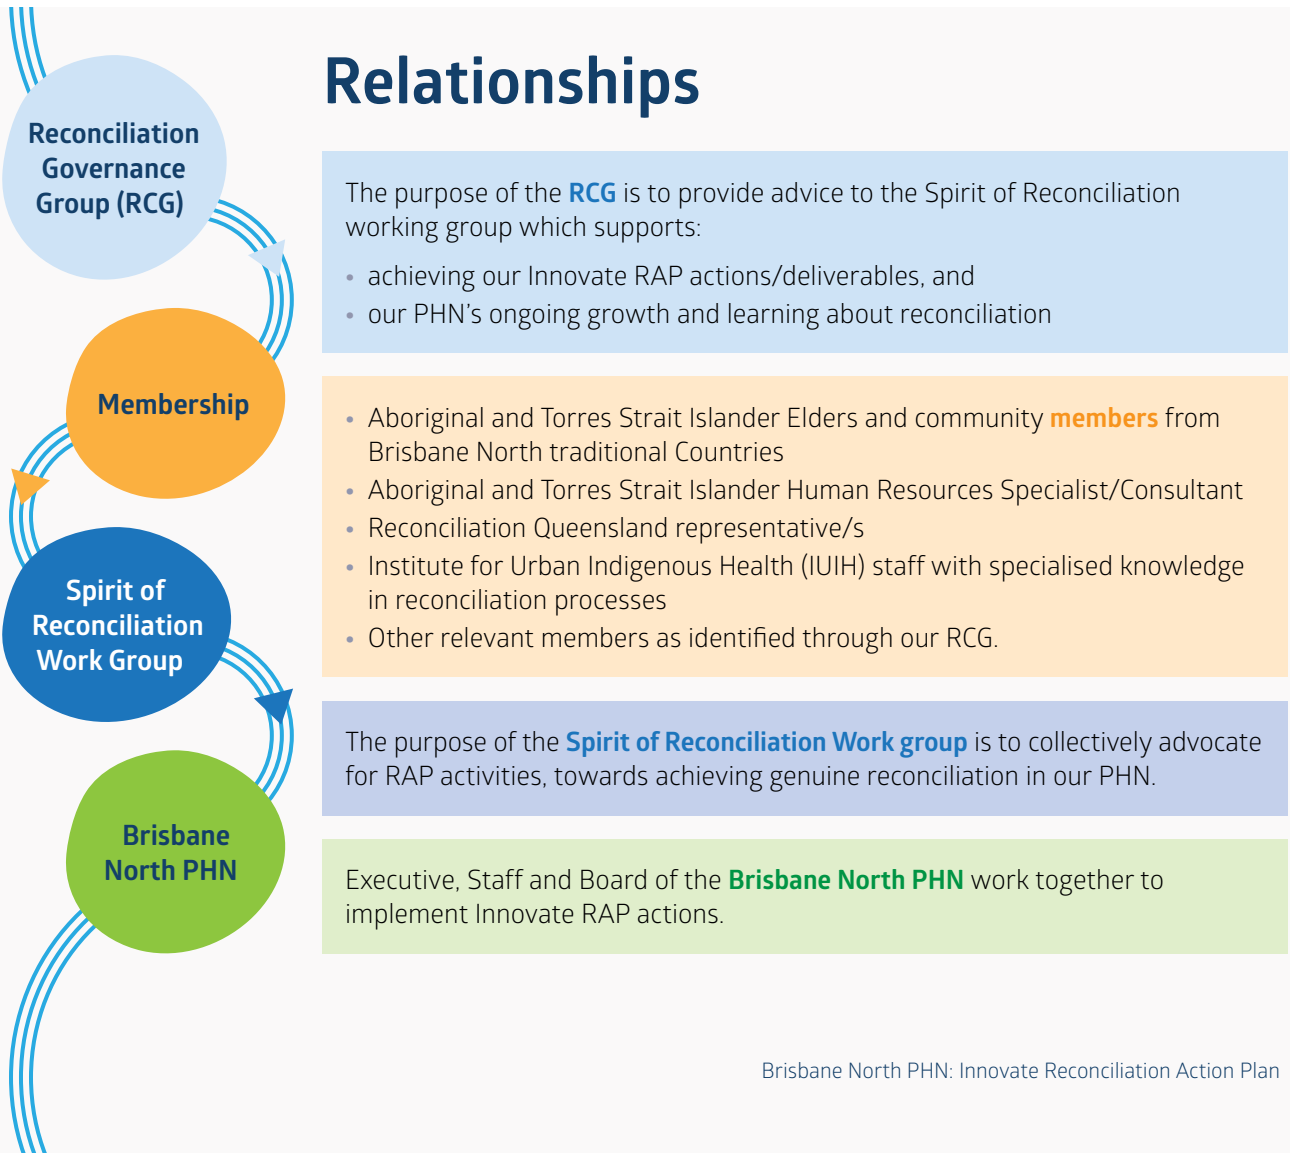 Relationships
Reconciliation
Governance
Group (RCG)
The purpose of the RCG is to provide advice to the Spirit of Reconciliation
working group which supports:
• achieving our Innovate RAP actions/deliverables, and
• our PHN's ongoing growth and learning about reconciliation
Membership
• Aboriginal and Torres Strait Islander Elders and community members from
Brisbane North traditional Countries
• Aboriginal and Torres Strait Islander Human Resources Specialist/Consultant
• Reconciliation Queensland representative/s
• Institute for Urban Indigenous Health (IUIH) staff with specialised knowledge
in reconciliation processes
• Other relevant members as identified through our RCG.
Spirit of
Reconciliation
Work Group
The purpose of the Spirit of Reconciliation Work group is to collectively advocate
for RAP activities, towards achieving genuine reconciliation in our PHN.
Brisbane
North PHN
Executive, Staff and Board of the Brisbane North PHN work together to
implement Innovate RAP actions.
Brisbane North PHN: Innovate Reconciliation Action Plan